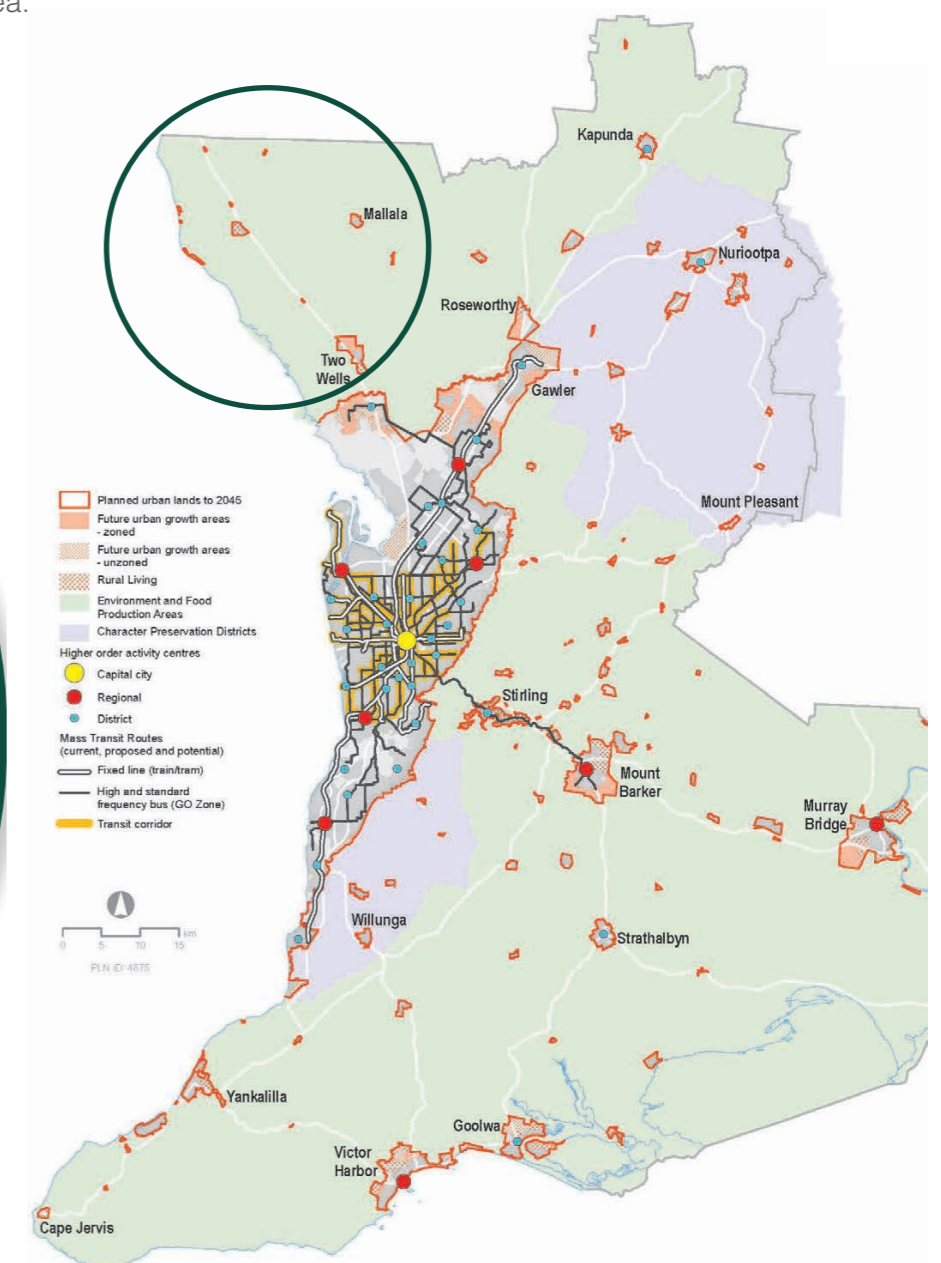 ea.
Kapunda
Mallala
Nuriootpa
Roseworthy
Two
Wells
Gawler
Mount Pleasant
Planned urban lands to 2045
Future urban growth areas
- zoned
Future urban growth areas
- unzoned
Rural Living
Environment and Food
Production Areas
Character Preservation Districts
Higher order activity centres
Capital city
Regional
District
Mass Transit Routes
(current, proposed and potential)
Fixed line (train/tram)
High and standard
frequency bus (GO Zone)
Transit corridor
Stirling
Mount
Barker
Murray
Bridge
km
0 5 10 15
PLN ID: 4875
Willunga
Strathalbyn
Yankalilla
Goolwa
Victor
Harbor
Cape Jervis